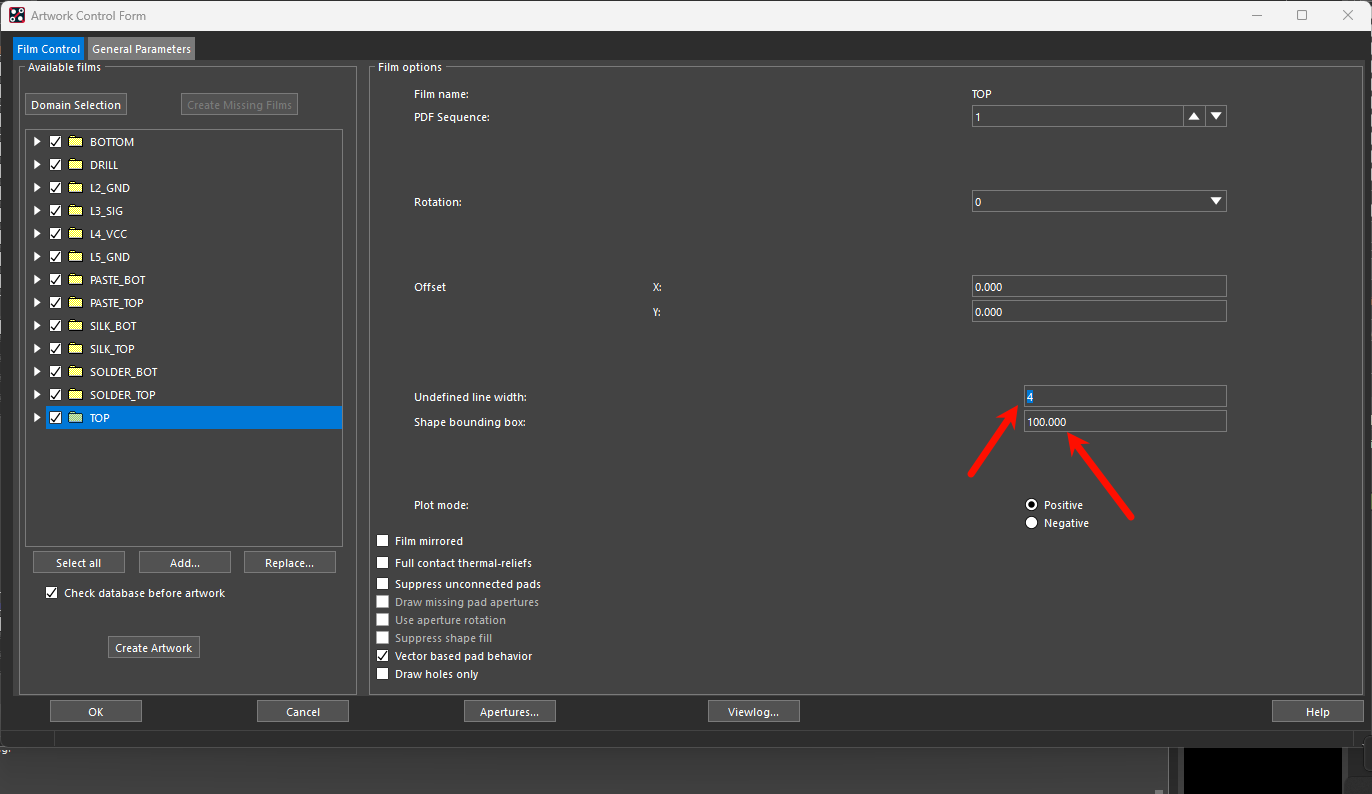 Artwork Control Form
Film Control
General Parameters
Available films
Domain Selection
Create Missing Films
BOTTOM
DRILL
L2_GND
L3_SIG
L4_VCC
L5_GND
PASTE_BOT
PASTE_TOP
SILK_BOT
SILK_TOP
SOLDER_BOT
SOLDER_TOP
TOP
Select all
Add...
Replace...
Check database before artwork
Create Artwork
Film options
Film name: TOP
PDF Sequence: 1
Rotation: 0
Offset X: 0.000
Y: 0.000
Undefined line width: 4
Shape bounding box: 100.000
Plot mode: Positive
Negative
Film mirrored
Full contact thermal-reliefs
Suppress unconnected pads
Draw missing pad apertures
Use aperture rotation
Suppress shape fill
Vector based pad behavior
Draw holes only
OK
Cancel
Apertures...
Viewlog...
Help